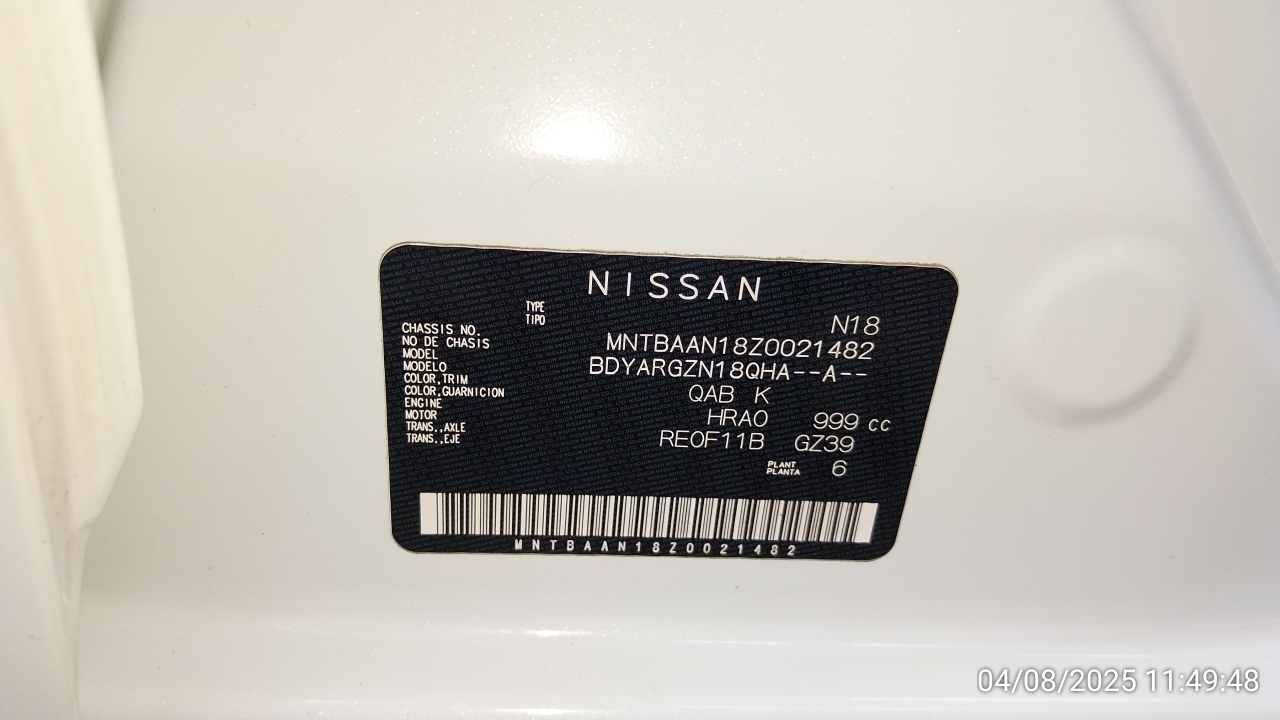 NISSAN
TYPE
TIPO N18
CHASSIS NO.
NO DE CHASIS MNTBAAN18Z0021482
MODEL
MODELO BDYARGZN18QHA--A--
COLOR,TRIM
COLOR,GUARNICION QAB K
ENGINE
MOTOR HRA0 999 cc
TRANS.,AXLE
TRANS.,EJE RE0F11B GZ39
PLANT
PLANTA 6
MNTBAAN18Z0021482
04/08/2025 11:49:48